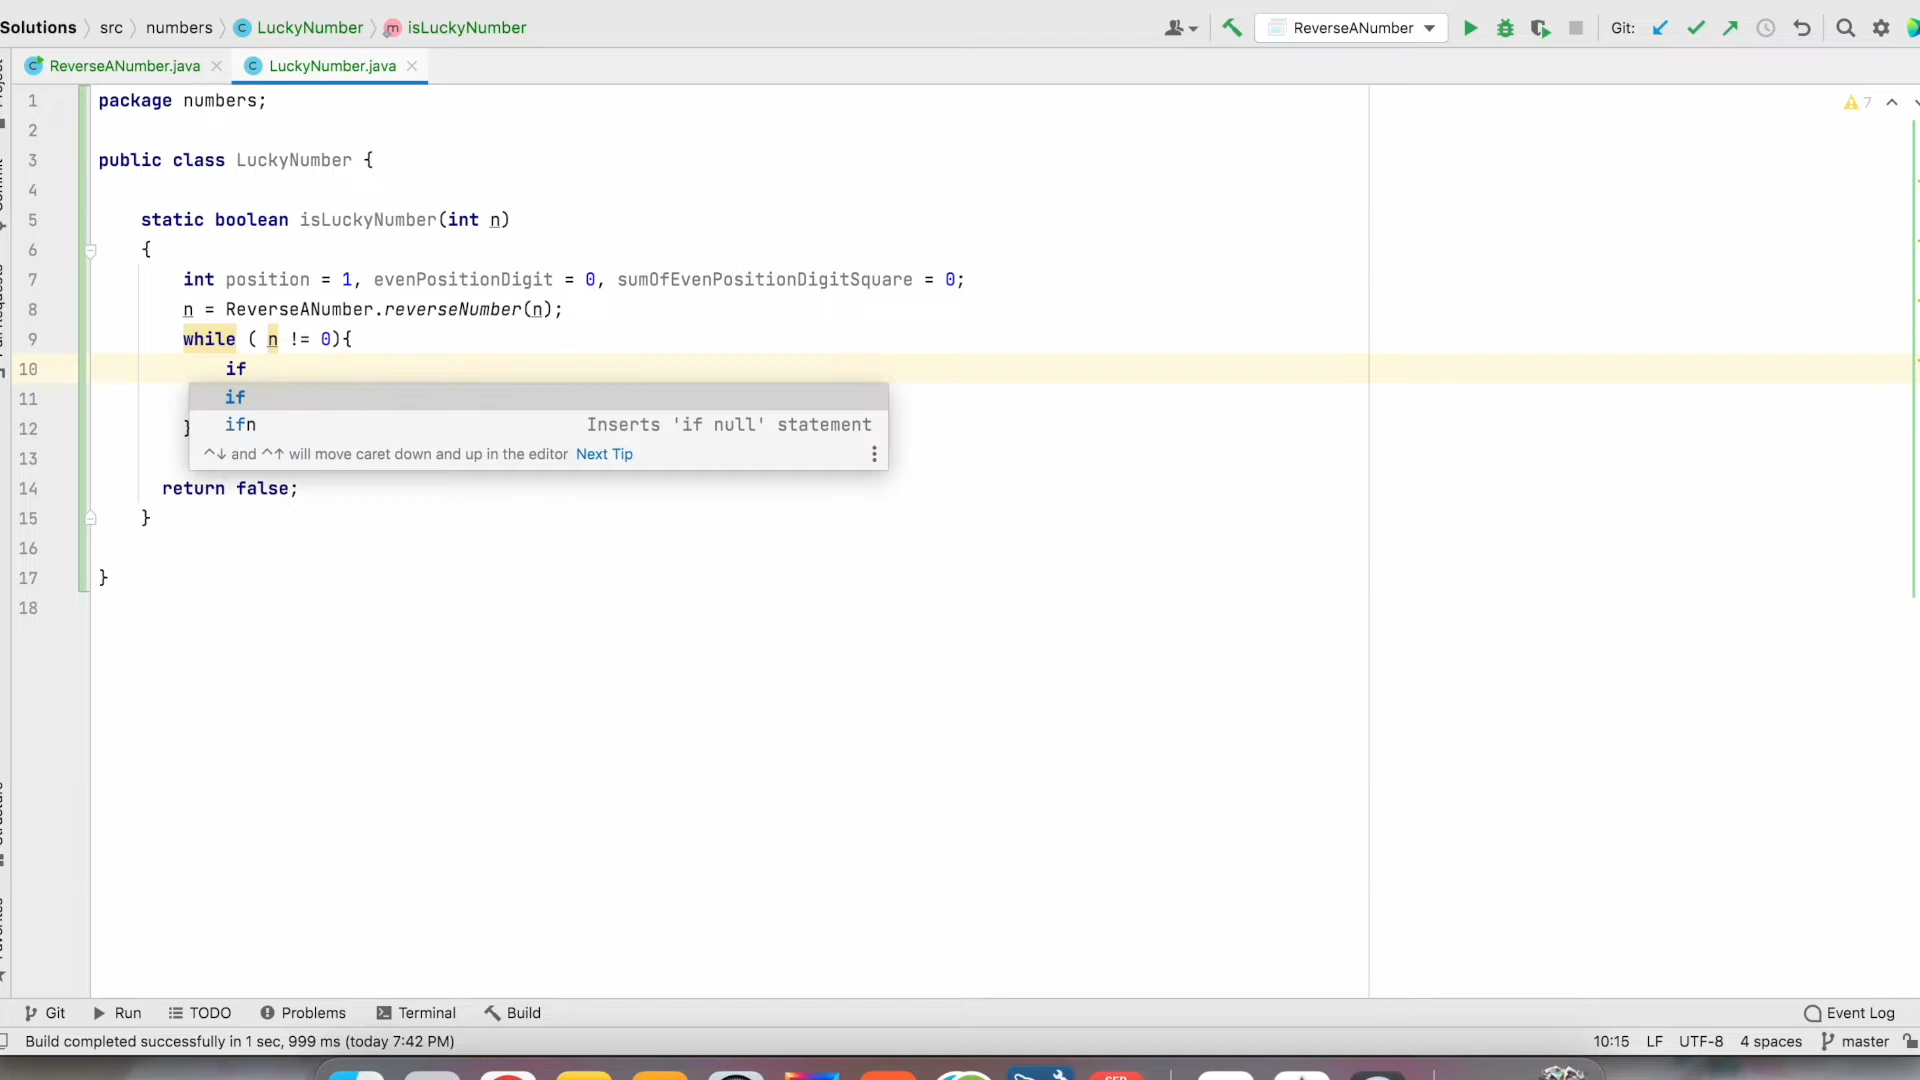 Solutions src numbers LuckyNumber isLuckyNumber ReverseANumber Git:
ReverseANumber.java LuckyNumber.java
1 package numbers; 7
2
3 public class LuckyNumber {
4
5 static boolean isLuckyNumber(int n)
6 {
7 int position = 1, evenPositionDigit = 0, sumOfEvenPositionDigitSquare = 0;
8 n = ReverseANumber.reverseNumber(n);
9 while ( n != 0){
10 if
11 if
ifn Inserts 'if null' statement
12 }
^↓ and ^↑ will move caret down and up in the editor Next Tip
13
14 return false;
15 }
16
17 }
18
Git Run TODO Problems Terminal Build Event Log
Build completed successfully in 1 sec, 999 ms (today 7:42 PM) 10:15 LF UTF-8 4 spaces master
SEP